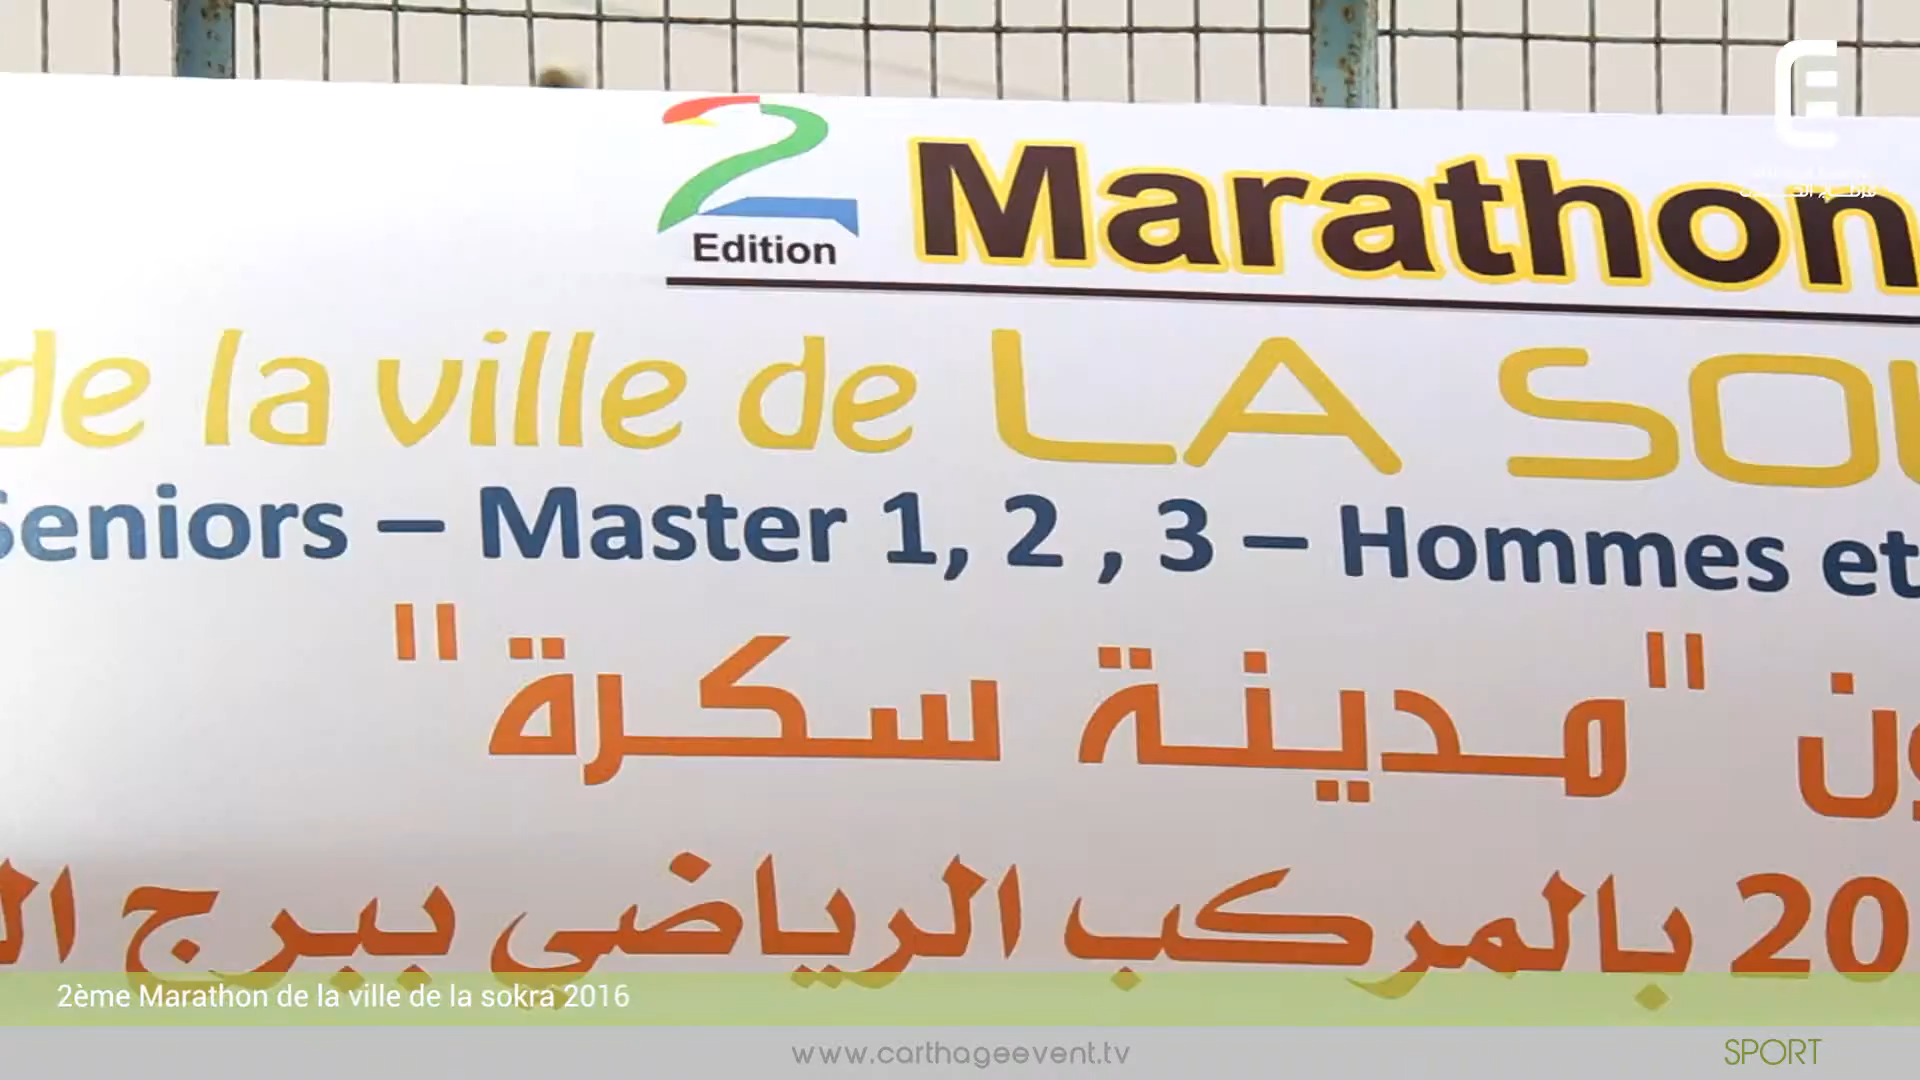 2 Marathon
Edition
de la ville de LA SOU
Seniors – Master 1, 2 , 3 – Hommes et
ون "مدينة سكرة"
20 بالمركب الرياضي ببرج ال
2ème Marathon de la ville de la sokra 2016
www.carthageevent.tv
SPORT